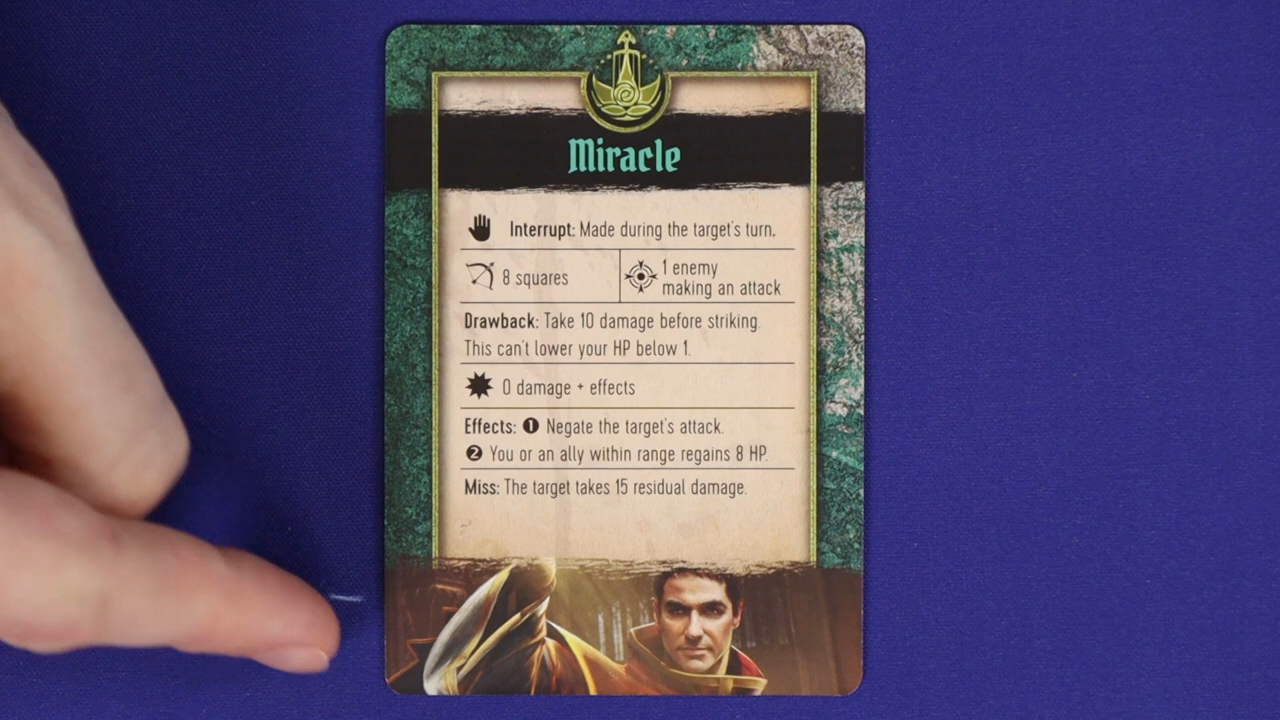 Miracle
Interrupt: Made during the target's turn.
8 squares
1 enemy
making an attack
Drawback: Take 10 damage before striking.
This can't lower your HP below 1.
0 damage + effects
Effects: ❶ Negate the target's attack.
❷ You or an ally within range regains 8 HP.
Miss: The target takes 15 residual damage.